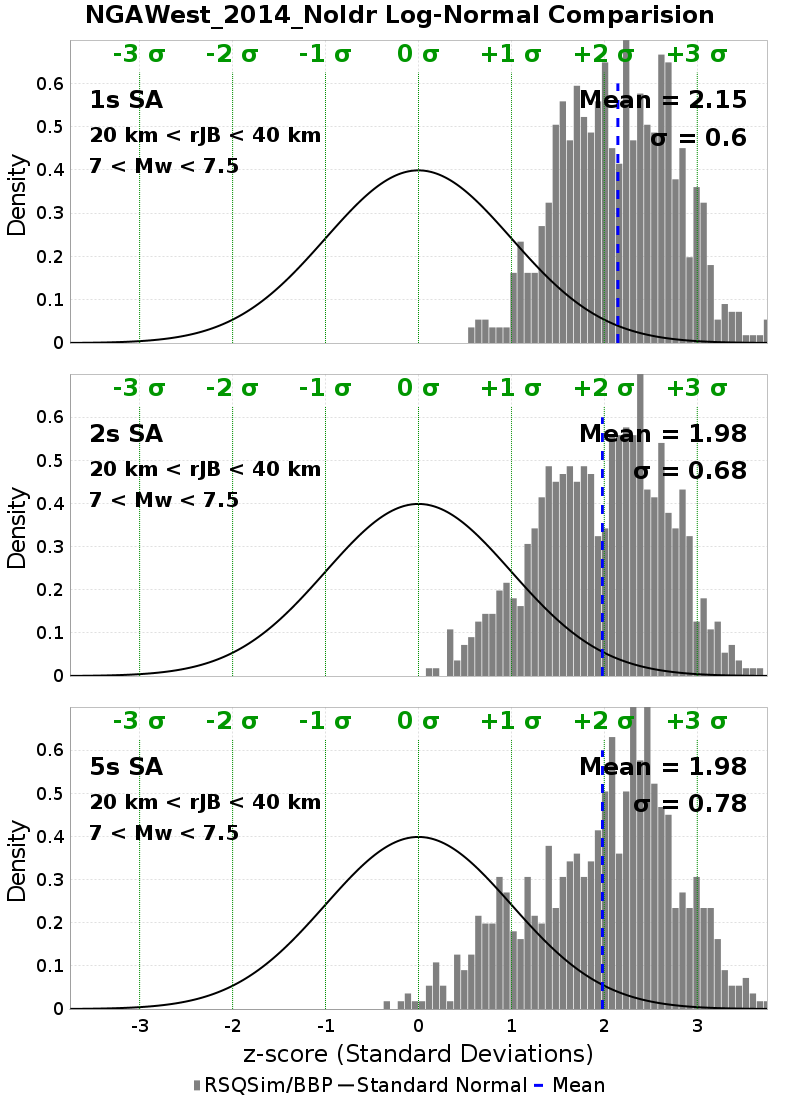 NGAWest_2014_NoIdr Log-Normal Comparision
-3 σ -2 σ -1 σ 0 σ +1 σ +2 σ +3 σ
1s SA
Mean = 2.15
20 km < rJB < 40 km
σ = 0.6
7 < Mw < 7.5
Density
0.6
0.5
0.4
0.3
0.2
0.1
0
-3 σ -2 σ -1 σ 0 σ +1 σ +2 σ +3 σ
2s SA
Mean = 1.98
20 km < rJB < 40 km
σ = 0.68
7 < Mw < 7.5
Density
0.6
0.5
0.4
0.3
0.2
0.1
0
-3 σ -2 σ -1 σ 0 σ +1 σ +2 σ +3 σ
5s SA
Mean = 1.98
20 km < rJB < 40 km
σ = 0.78
7 < Mw < 7.5
Density
0.6
0.5
0.4
0.3
0.2
0.1
0
-3 -2 -1 0 1 2 3
z-score (Standard Deviations)
RSQSim/BBP Standard Normal Mean